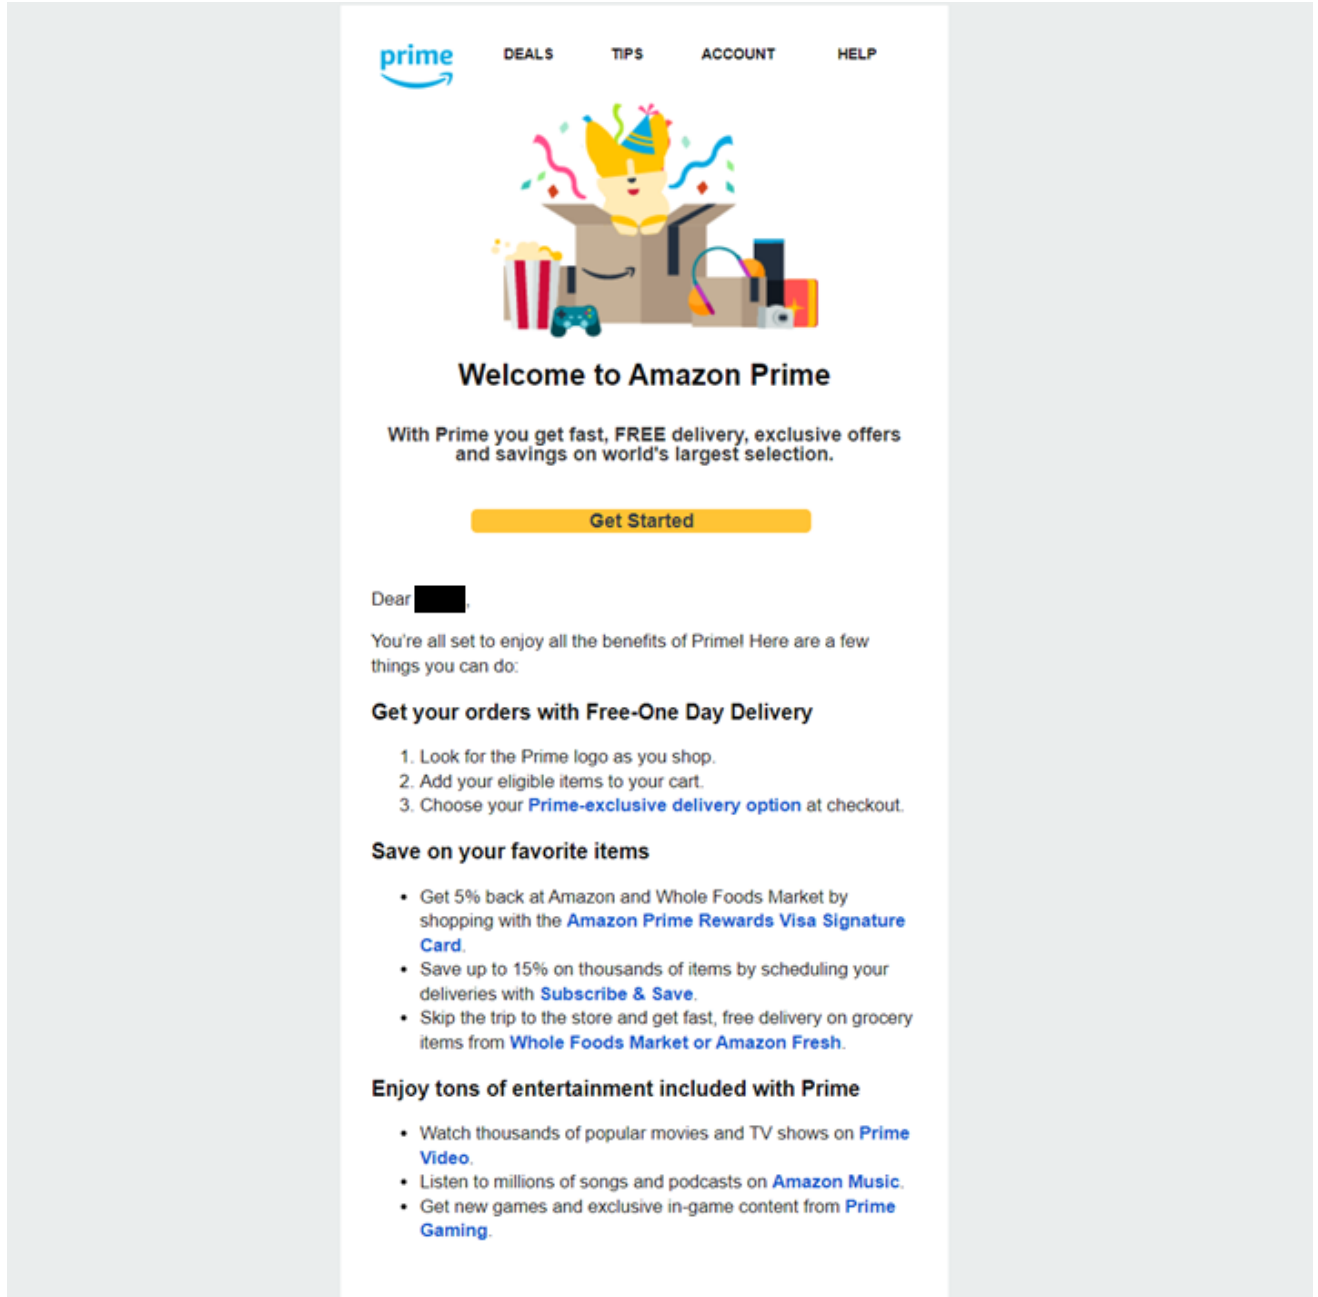 prime DEALS TIPS ACCOUNT HELP
Welcome to Amazon Prime
With Prime you get fast, FREE delivery, exclusive offers
and savings on world's largest selection.
Get Started
Dear ,
You're all set to enjoy all the benefits of Prime! Here are a few
things you can do:
Get your orders with Free-One Day Delivery
1. Look for the Prime logo as you shop.
2. Add your eligible items to your cart.
3. Choose your Prime-exclusive delivery option at checkout.
Save on your favorite items
• Get 5% back at Amazon and Whole Foods Market by
shopping with the Amazon Prime Rewards Visa Signature
Card.
• Save up to 15% on thousands of items by scheduling your
deliveries with Subscribe & Save.
• Skip the trip to the store and get fast, free delivery on grocery
items from Whole Foods Market or Amazon Fresh.
Enjoy tons of entertainment included with Prime
• Watch thousands of popular movies and TV shows on Prime
Video.
• Listen to millions of songs and podcasts on Amazon Music.
• Get new games and exclusive in-game content from Prime
Gaming.